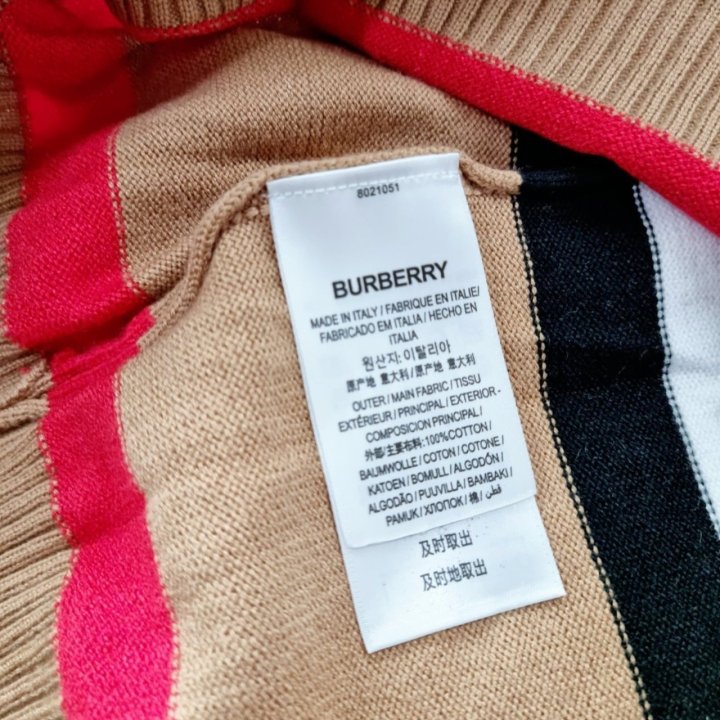 8021051
BURBERRY
MADE IN ITALY / FABRIQUE EN ITALIE/
FABRICADO EM ITALIA / HECHO EN
ITALIA
원산지: 이탈리아
原产地 意大利 / 原产地 意大利
OUTER / MAIN FABRIC / TISSU
EXTÉRIEUR / PRINCIPAL / EXTERIOR -
COMPOSICION PRINCIPAL /
外部/主要布料: 100% COTTON /
BAUMWOLLE / COTON / COTONE /
KATOEN / BOMULL / ALGODÓN /
ALGODÃO / PUUVILLA / BAMBAKI /
PAMUK / ХЛОПОК / 棉 / قطن /
及时取出
及时地取出